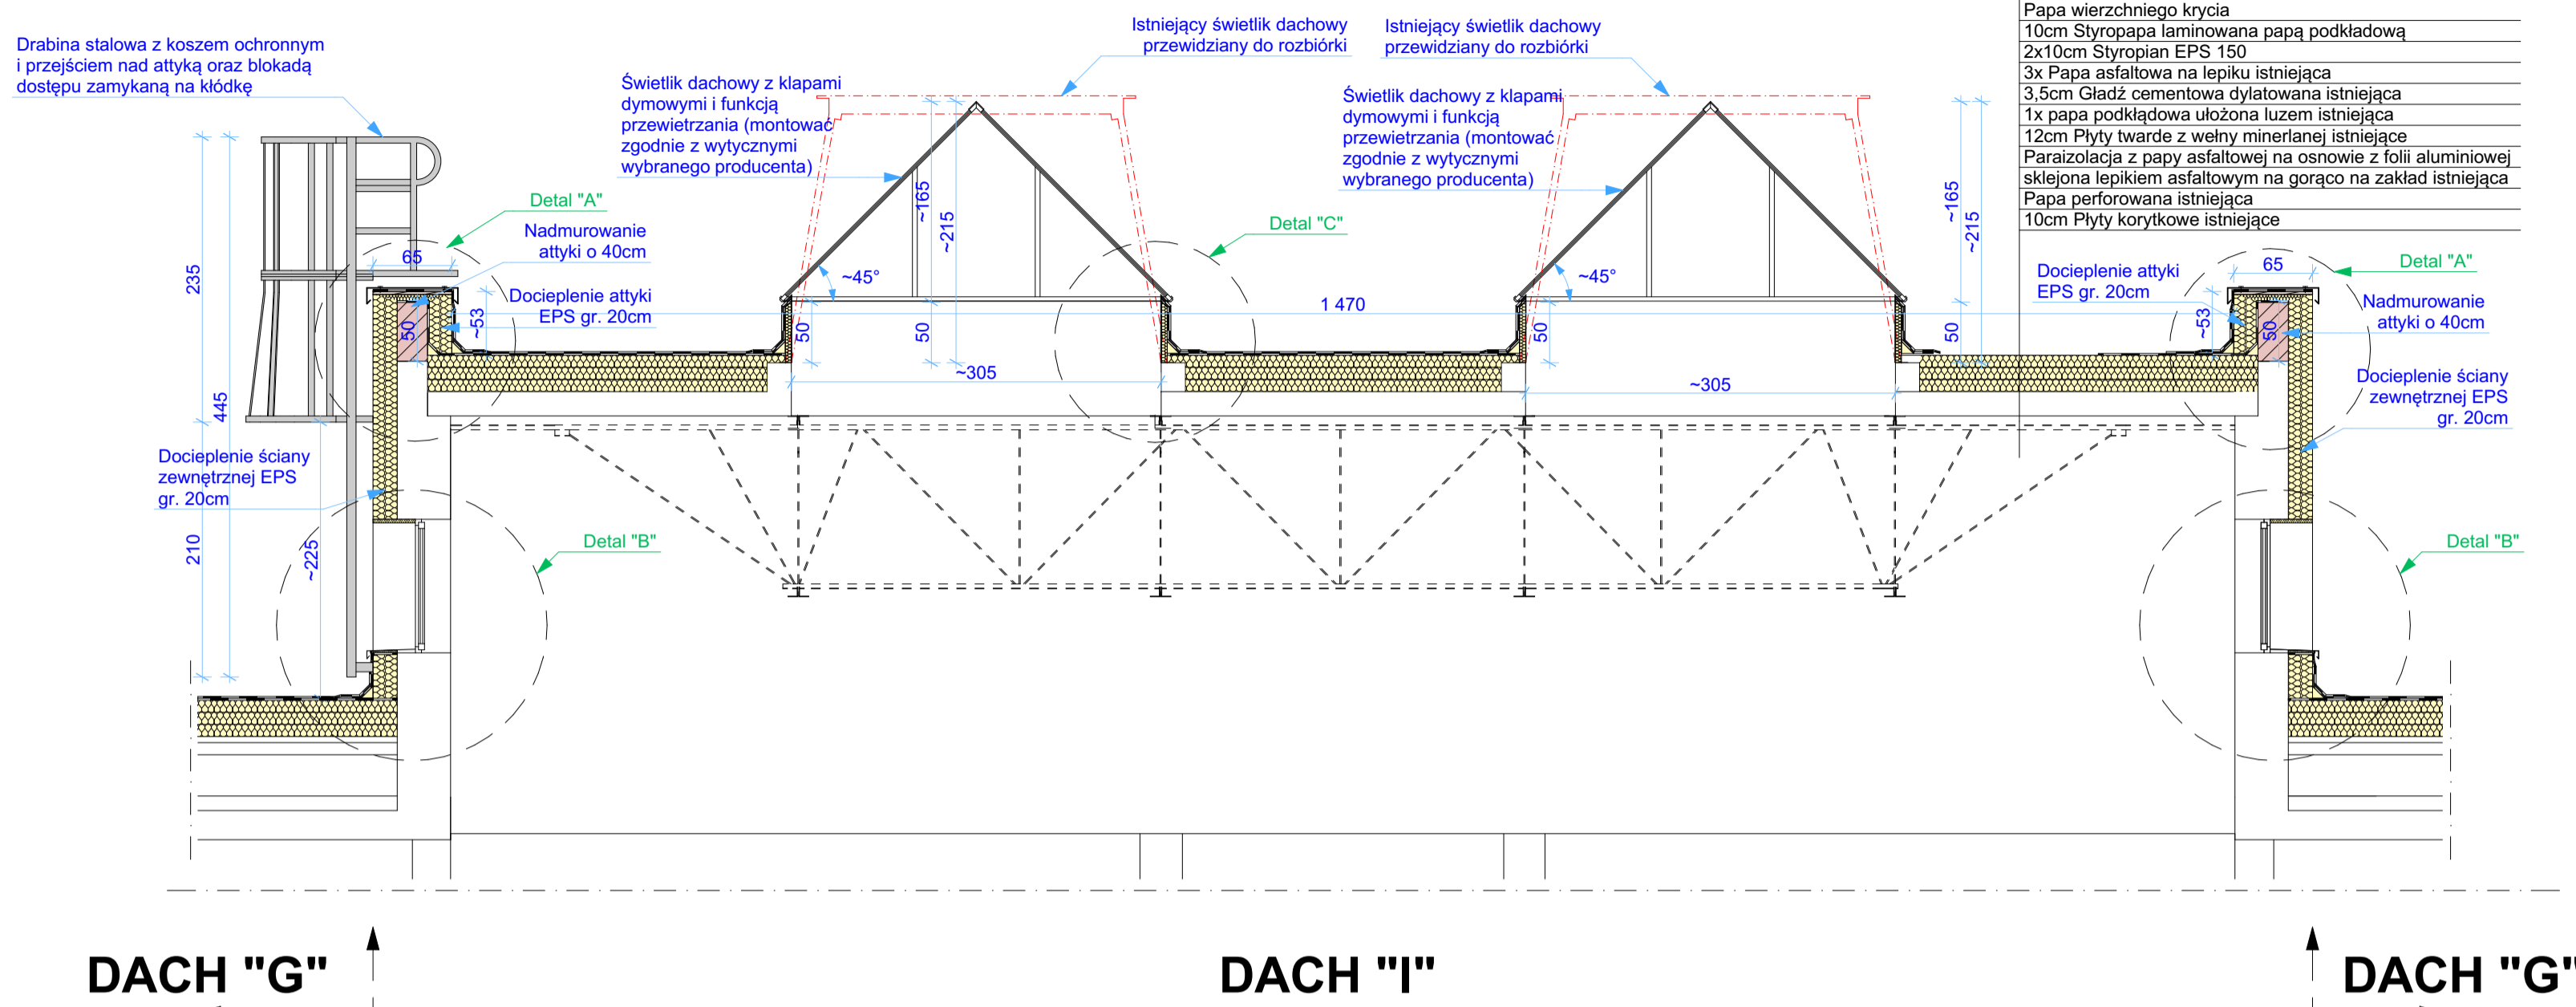 Drabina stalowa z koszem ochronnym
i przejściem nad attyką oraz blokadą
dostępu zamykaną na kłódkę
Świetlik dachowy z klapami
dymowymi i funkcją
przewietrzania (montować
zgodnie z wytycznymi
wybranego producenta)
Istniejący świetlik dachowy
przewidziany do rozbiórki
Istniejący świetlik dachowy
przewidziany do rozbiórki
Świetlik dachowy z klapami
dymowymi i funkcją
przewietrzania (montować
zgodnie z wytycznymi
wybranego producenta)
Papa wierzchniego krycia
10cm Styropapa laminowana papą podkładową
2x10cm Styropian EPS 150
3x Papa asfaltowa na lepiku istniejąca
3,5cm Gładź cementowa dylatowana istniejąca
1x papa podkłądowa ułożona luzem istniejąca
12cm Płyty twarde z wełny minerlanej istniejące
Paraizolacja z papy asfaltowej na osnowie z folii aluminiowej
sklejona lepikiem asfaltowym na gorąco na zakład istniejąca
Papa perforowana istniejąca
10cm Płyty korytkowe istniejące
Detal "A"
Nadmurowanie
attyki o 40cm
65
Docieplenie attyki
EPS gr. 20cm
~53
50
235
445
210
~225
Docieplenie ściany
zewnętrznej EPS
gr. 20cm
Detal "B"
~45°
50
~165
50
~215
~305
Detal "C"
1 470
~45°
50
~305
~165
50
~215
Docieplenie attyki
EPS gr. 20cm
65
Detal "A"
Nadmurowanie
attyki o 40cm
~53
50
Docieplenie ściany
zewnętrznej EPS
gr. 20cm
Detal "B"
DACH "G"
DACH "I"
DACH "G"